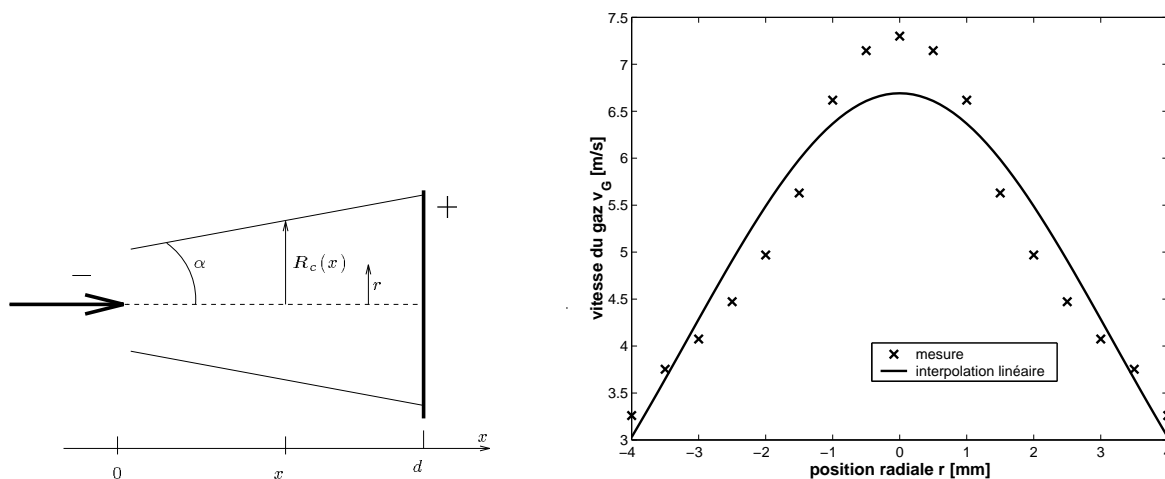 −
+
α
R_c(x)
r
x
0
x
d
vitesse du gaz v_G [m/s]
7.5
7
6.5
6
5.5
5
4.5
4
3.5
3
mesure
interpolation linéaire
−4
−3
−2
−1
0
1
2
3
4
position radiale r [mm]